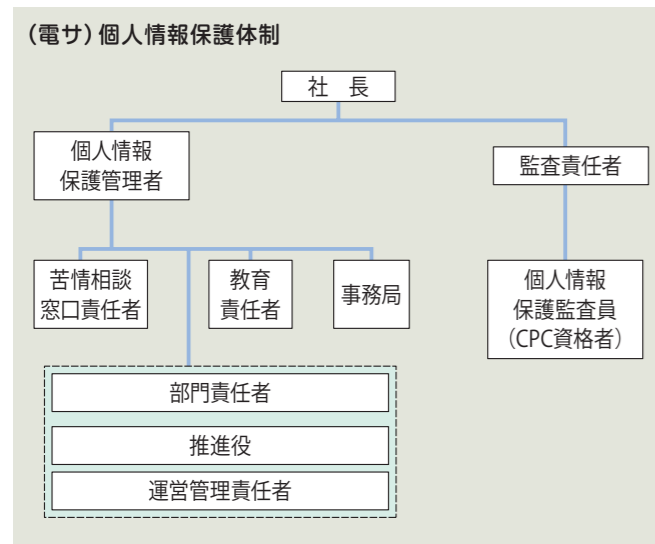 （電サ）個人情報保護体制
社　長
個人情報
保護管理者
監査責任者
苦情相談
窓口責任者
教育
責任者
事務局
個人情報
保護監査員
（CPC資格者）
部門責任者
推進役
運営管理責任者